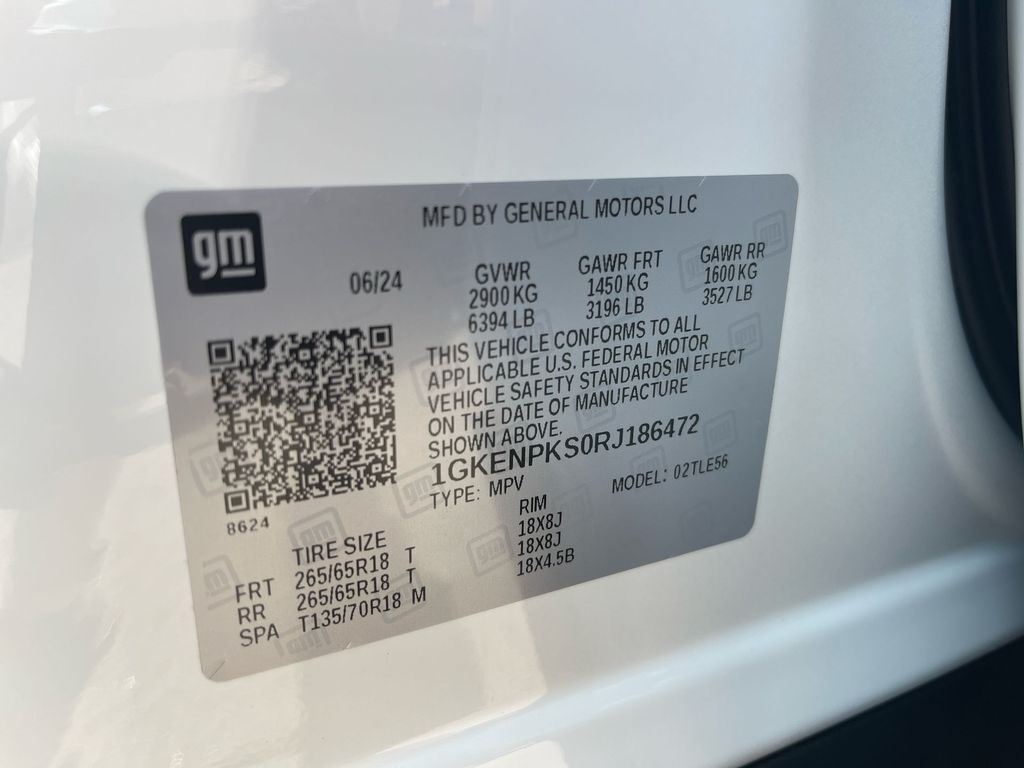 gm
MFD BY GENERAL MOTORS LLC
06/24
GVWR
2900 KG
6394 LB
GAWR FRT
1450 KG
3196 LB
GAWR RR
1600 KG
3527 LB
THIS VEHICLE CONFORMS TO ALL
APPLICABLE U.S. FEDERAL MOTOR
VEHICLE SAFETY STANDARDS IN EFFECT
ON THE DATE OF MANUFACTURE
SHOWN ABOVE.
1GKENPKS0RJ186472
TYPE: MPV MODEL: 02TLE56
8624
TIRE SIZE RIM
FRT 265/65R18 T 18X8J
RR 265/65R18 T 18X8J
SPA T135/70R18 M 18X4.5B